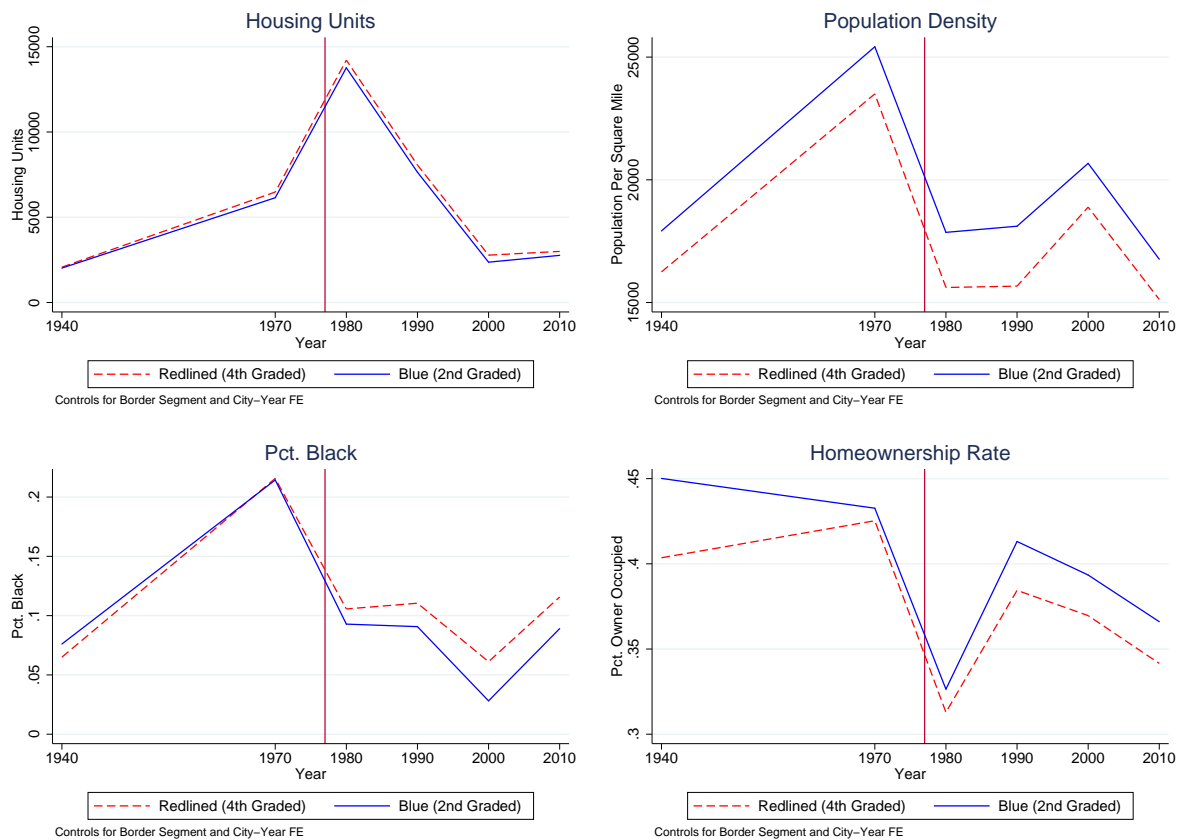 Housing Units
Housing Units
15000
10000
5000
0
1940 1970 1980 1990 2000 2010
Year
Redlined (4th Graded) Blue (2nd Graded)
Controls for Border Segment and City–Year FE
Population Density
Population Per Square Mile
25000
20000
15000
1940 1970 1980 1990 2000 2010
Year
Redlined (4th Graded) Blue (2nd Graded)
Controls for Border Segment and City–Year FE
Pct. Black
Pct. Black
.2
.15
.1
.05
0
1940 1970 1980 1990 2000 2010
Year
Redlined (4th Graded) Blue (2nd Graded)
Controls for Border Segment and City–Year FE
Homeownership Rate
Pct. Owner Occupied
.45
.4
.35
.3
1940 1970 1980 1990 2000 2010
Year
Redlined (4th Graded) Blue (2nd Graded)
Controls for Border Segment and City–Year FE